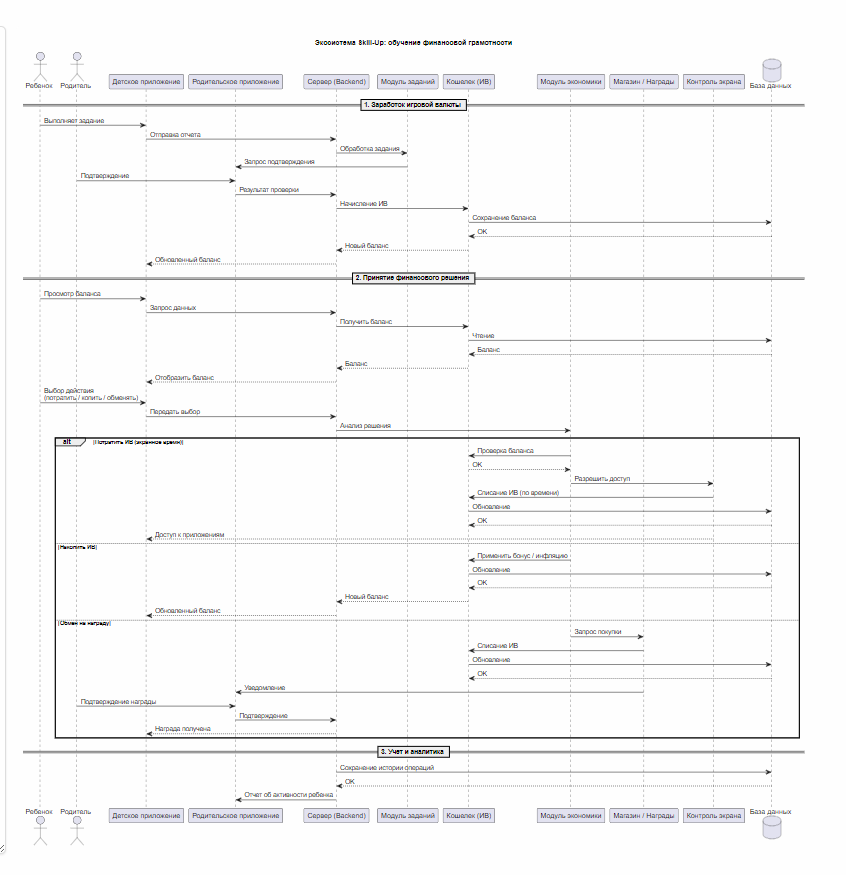 Экосистема Skill-Up: обучение финансовой грамотности
Ребенок
Родитель
Детское приложение
Родительское приложение
Сервер (Backend)
Модуль заданий
Кошелек (ИВ)
Модуль экономики
Магазин / Награды
Контроль экрана
База данных
1. Заработок игровой валюты
Выполняет задание
Отправка отчета
Обработка задания
Запрос подтверждения
Подтверждение
Результат проверки
Начисление ИВ
Сохранение баланса
OK
Новый баланс
Обновленный баланс
2. Принятие финансового решения
Просмотр баланса
Запрос данных
Получить баланс
Чтение
Баланс
Баланс
Отобразить баланс
Выбор действия
(потратить / копить / обменять)
Передать выбор
Анализ решения
alt
[Потратить ИВ (экранное время)]
Проверка баланса
OK
Разрешить доступ
Списание ИВ (по времени)
Обновление
OK
Доступ к приложениям
[Накопить ИВ]
Применить бонус / инфляцию
Обновление
OK
Новый баланс
Обновленный баланс
[Обмен на награду]
Запрос покупки
Списание ИВ
Обновление
OK
Уведомление
Подтверждение награды
Подтверждение
Награда получена
3. Учет и аналитика
Сохранение истории операций
OK
Отчет об активности ребенка
Ребенок
Родитель
Детское приложение
Родительское приложение
Сервер (Backend)
Модуль заданий
Кошелек (ИВ)
Модуль экономики
Магазин / Награды
Контроль экрана
База данных